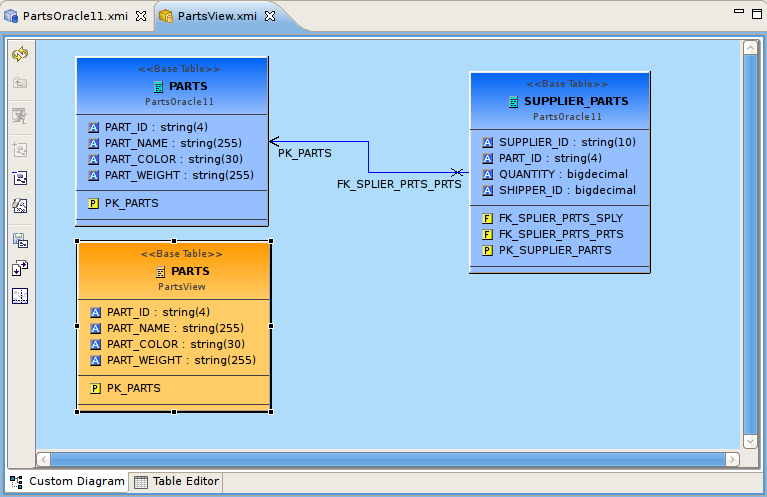 PartsOracle11.xmi
PartsView.xmi
<<Base Table>>
PARTS
PartsOracle11
A PART_ID : string(4)
A PART_NAME : string(255)
A PART_COLOR : string(30)
A PART_WEIGHT : string(255)
P PK_PARTS
PK_PARTS
FK_SPLIER_PRTS_PRTS
<<Base Table>>
SUPPLIER_PARTS
PartsOracle11
A SUPPLIER_ID : string(10)
A PART_ID : string(4)
A QUANTITY : bigdecimal
A SHIPPER_ID : bigdecimal
F FK_SPLIER_PRTS_SPLY
F FK_SPLIER_PRTS_PRTS
P PK_SUPPLIER_PARTS
<<Base Table>>
PARTS
PartsView
A PART_ID : string(4)
A PART_NAME : string(255)
A PART_COLOR : string(30)
A PART_WEIGHT : string(255)
P PK_PARTS
Custom Diagram
Table Editor